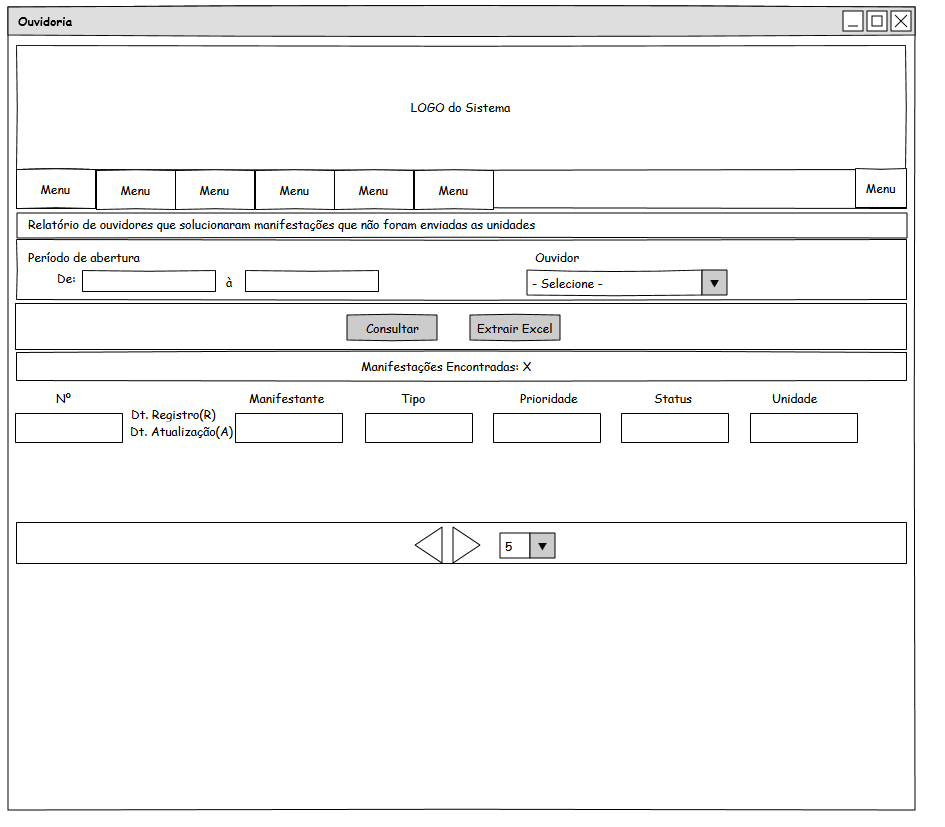 Ouvidoria
LOGO do Sistema
Menu Menu Menu Menu Menu Menu Menu
Relatório de ouvidores que solucionaram manifestações que não foram enviadas as unidades
Período de abertura Ouvidor
De: à - Selecione -
Consultar Extrair Excel
Manifestações Encontradas: X
Nº Manifestante Tipo Prioridade Status Unidade
Dt. Registro(R)
Dt. Atualização(A)
5